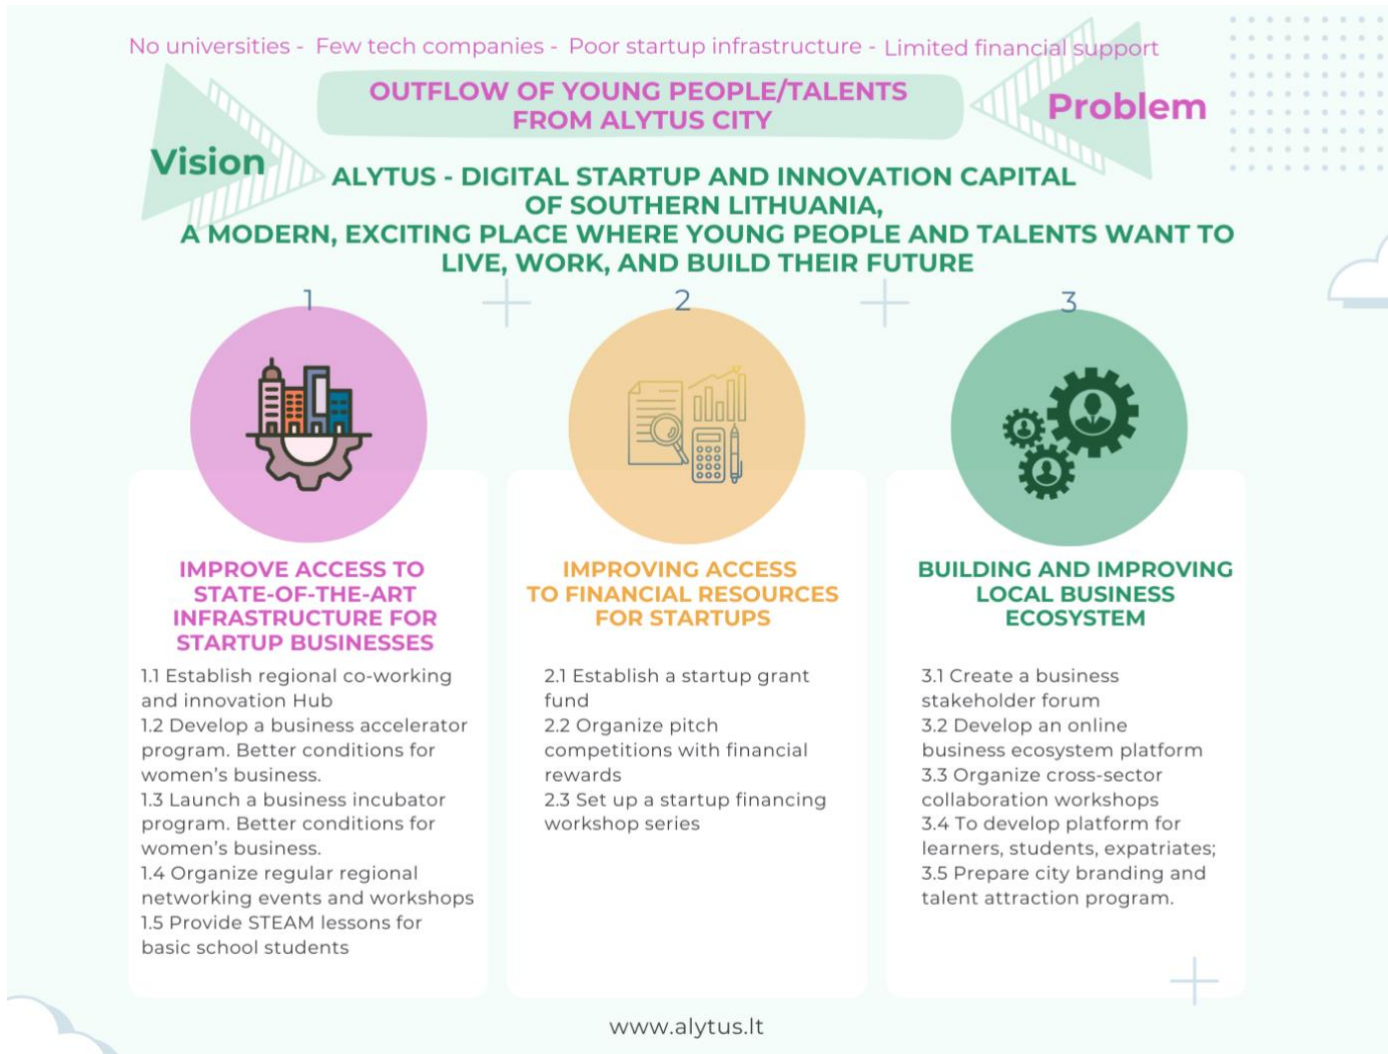 No universities - Few tech companies - Poor startup infrastructure - Limited financial support
OUTFLOW OF YOUNG PEOPLE/TALENTS
FROM ALYTUS CITY
Problem
Vision
ALYTUS - DIGITAL STARTUP AND INNOVATION CAPITAL
OF SOUTHERN LITHUANIA,
A MODERN, EXCITING PLACE WHERE YOUNG PEOPLE AND TALENTS WANT TO
LIVE, WORK, AND BUILD THEIR FUTURE
1
IMPROVE ACCESS TO
STATE-OF-THE-ART
INFRASTRUCTURE FOR
STARTUP BUSINESSES
1.1 Establish regional co-working
and innovation Hub
1.2 Develop a business accelerator
program. Better conditions for
women's business.
1.3 Launch a business incubator
program. Better conditions for
women's business.
1.4 Organize regular regional
networking events and workshops
1.5 Provide STEAM lessons for
basic school students
2
IMPROVING ACCESS
TO FINANCIAL RESOURCES
FOR STARTUPS
2.1 Establish a startup grant
fund
2.2 Organize pitch
competitions with financial
rewards
2.3 Set up a startup financing
workshop series
3
BUILDING AND IMPROVING
LOCAL BUSINESS
ECOSYSTEM
3.1 Create a business
stakeholder forum
3.2 Develop an online
business ecosystem platform
3.3 Organize cross-sector
collaboration workshops
3.4 To develop platform for
learners, students, expatriates;
3.5 Prepare city branding and
talent attraction program.
www.alytus.lt